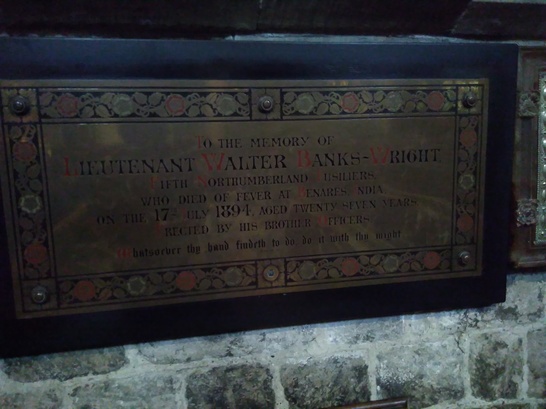 TO THE MEMORY OF
LIEUTENANT WALTER BANKS-WRIGHT
FIFTH NORTHUMBERLAND FUSILIERS,
WHO DIED OF FEVER AT BENARES INDIA
ON THE 17TH JULY 1894, AGED TWENTY SEVEN YEARS
ERECTED BY HIS BROTHER OFFICERS.
Whatsoever thy hand findeth to do, do it with thy might.